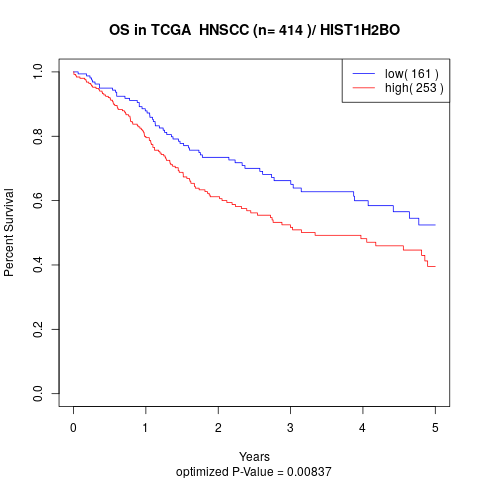 OS in TCGA  HNSCC (n= 414 )/ HIST1H2BO
low( 161 )
high( 253 )
Percent Survival
1.0
0.8
0.6
0.4
0.2
0.0
0 1 2 3 4 5
Years
optimized P-Value = 0.00837